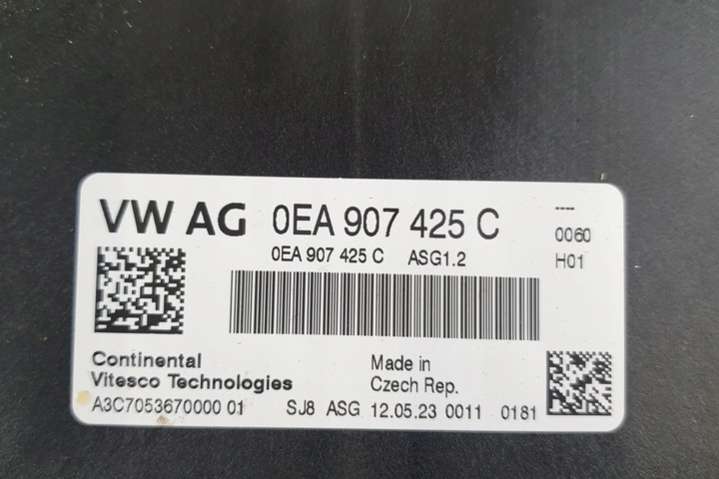 VW AG 0EA 907 425 C ----
0060
0EA 907 425 C ASG1.2 H01
Continental
Vitesco Technologies
Made in
Czech Rep.
A3C7053670000 01 SJ8 ASG 12.05.23 0011 0181